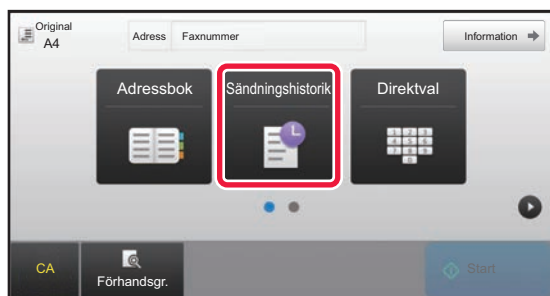 Original
A4
Adress Faxnummer
Information
Adressbok Sändningshistorik Direktval
CA
Förhandsgr.
Start